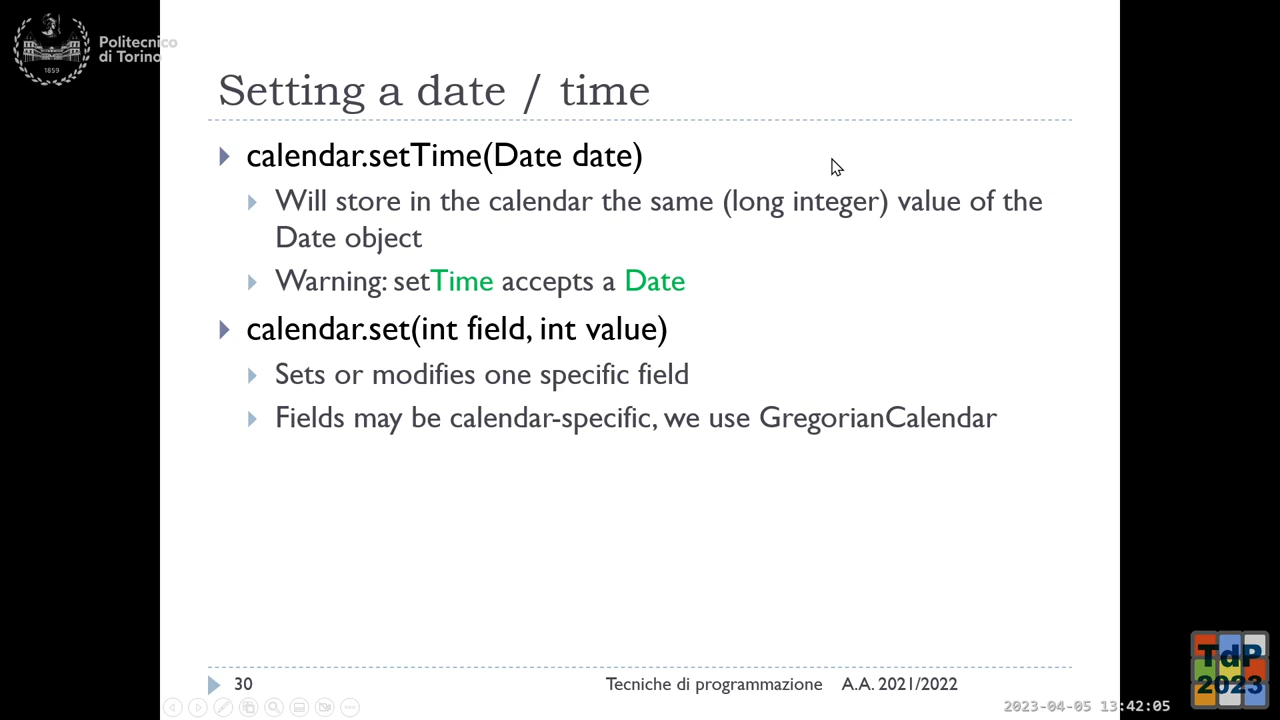 Politecnico
di Torino
1859
Setting a date / time
calendar.setTime(Date date)
Will store in the calendar the same (long integer) value of the
Date object
Warning: setTime accepts a Date
calendar.set(int field, int value)
Sets or modifies one specific field
Fields may be calendar-specific, we use GregorianCalendar
30
Tecniche di programmazione A.A. 2021/2022
TdP
2023
2023-04-05 13:42:05